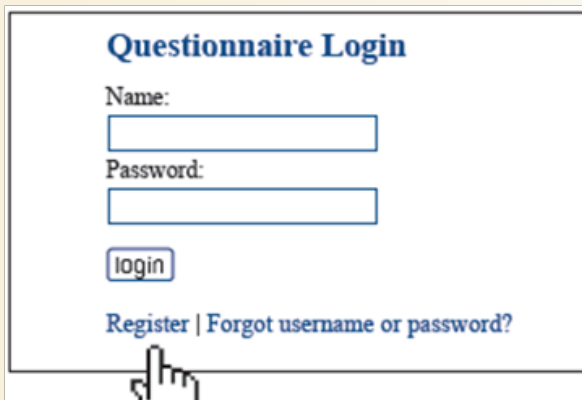 Questionnaire Login
Name:
Password:
login
Register | Forgot username or password?